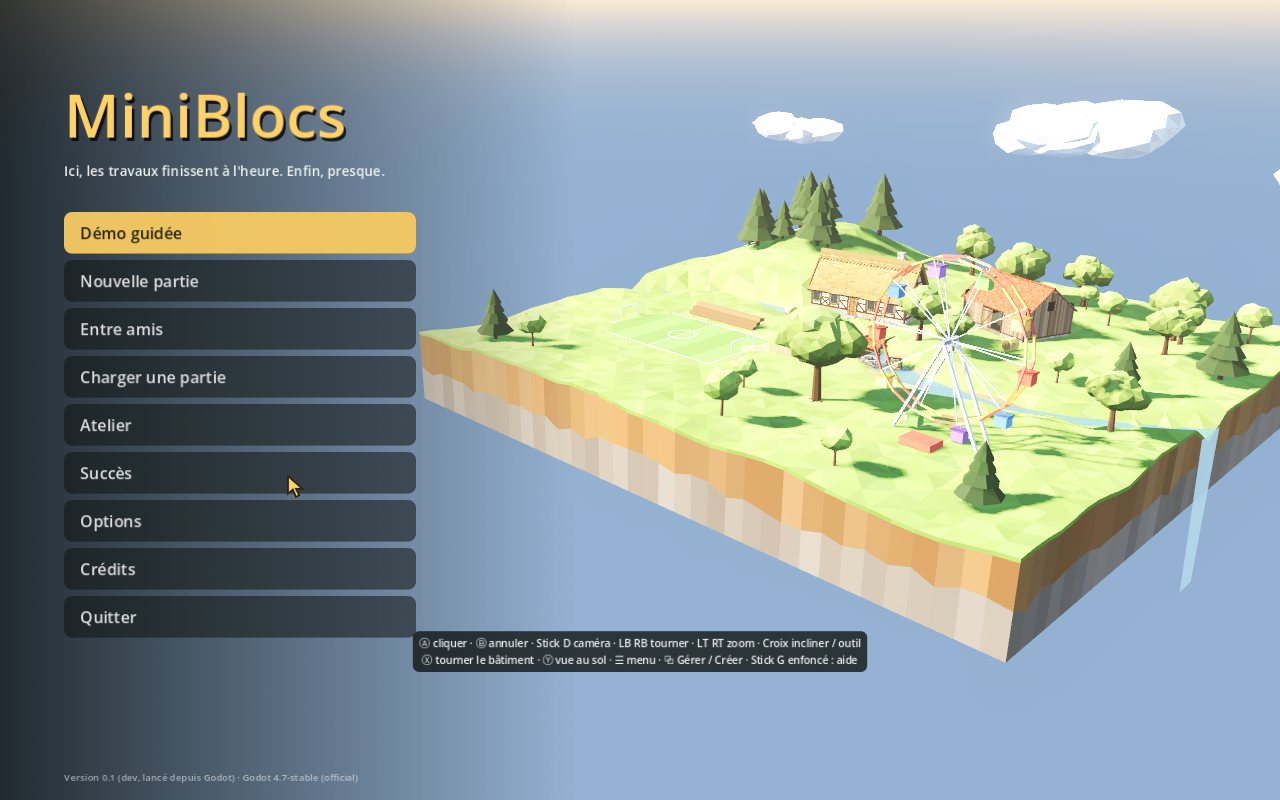 MiniBlocs
Ici, les travaux finissent à l'heure. Enfin, presque.
Démo guidée
Nouvelle partie
Entre amis
Charger une partie
Atelier
Succès
Options
Crédits
Quitter
Ⓐ cliquer · Ⓑ annuler · Stick D caméra · LB RB tourner · LT RT zoom · Croix incliner / outil
Ⓧ tourner le bâtiment · Ⓨ vue au sol · ☰ menu · ⧉ Gérer / Créer · Stick G enfoncé : aide
Version 0.1 (dev, lancé depuis Godot) · Godot 4.7-stable (official)